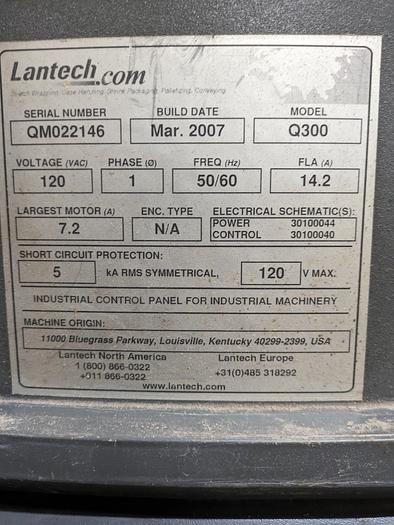 Lantech.com
Stretch Wrapping, Case Handling, Shrink Packaging, Palletizing, Conveying
SERIAL NUMBER BUILD DATE MODEL
QM022146 Mar. 2007 Q300
VOLTAGE (VAC) PHASE (Ø) FREQ (Hz) FLA (A)
120 1 50/60 14.2
LARGEST MOTOR (A) ENC. TYPE ELECTRICAL SCHEMATIC(S):
7.2 N/A POWER 30100044
CONTROL 30100040
SHORT CIRCUIT PROTECTION:
5 kA RMS SYMMETRICAL, 120 V MAX.
INDUSTRIAL CONTROL PANEL FOR INDUSTRIAL MACHINERY
MACHINE ORIGIN:
11000 Bluegrass Parkway, Louisville, Kentucky 40299-2399, USA
Lantech North America Lantech Europe
1 (800) 866-0322 +31(0)485 318292
+011 866-0322
www.lantech.com